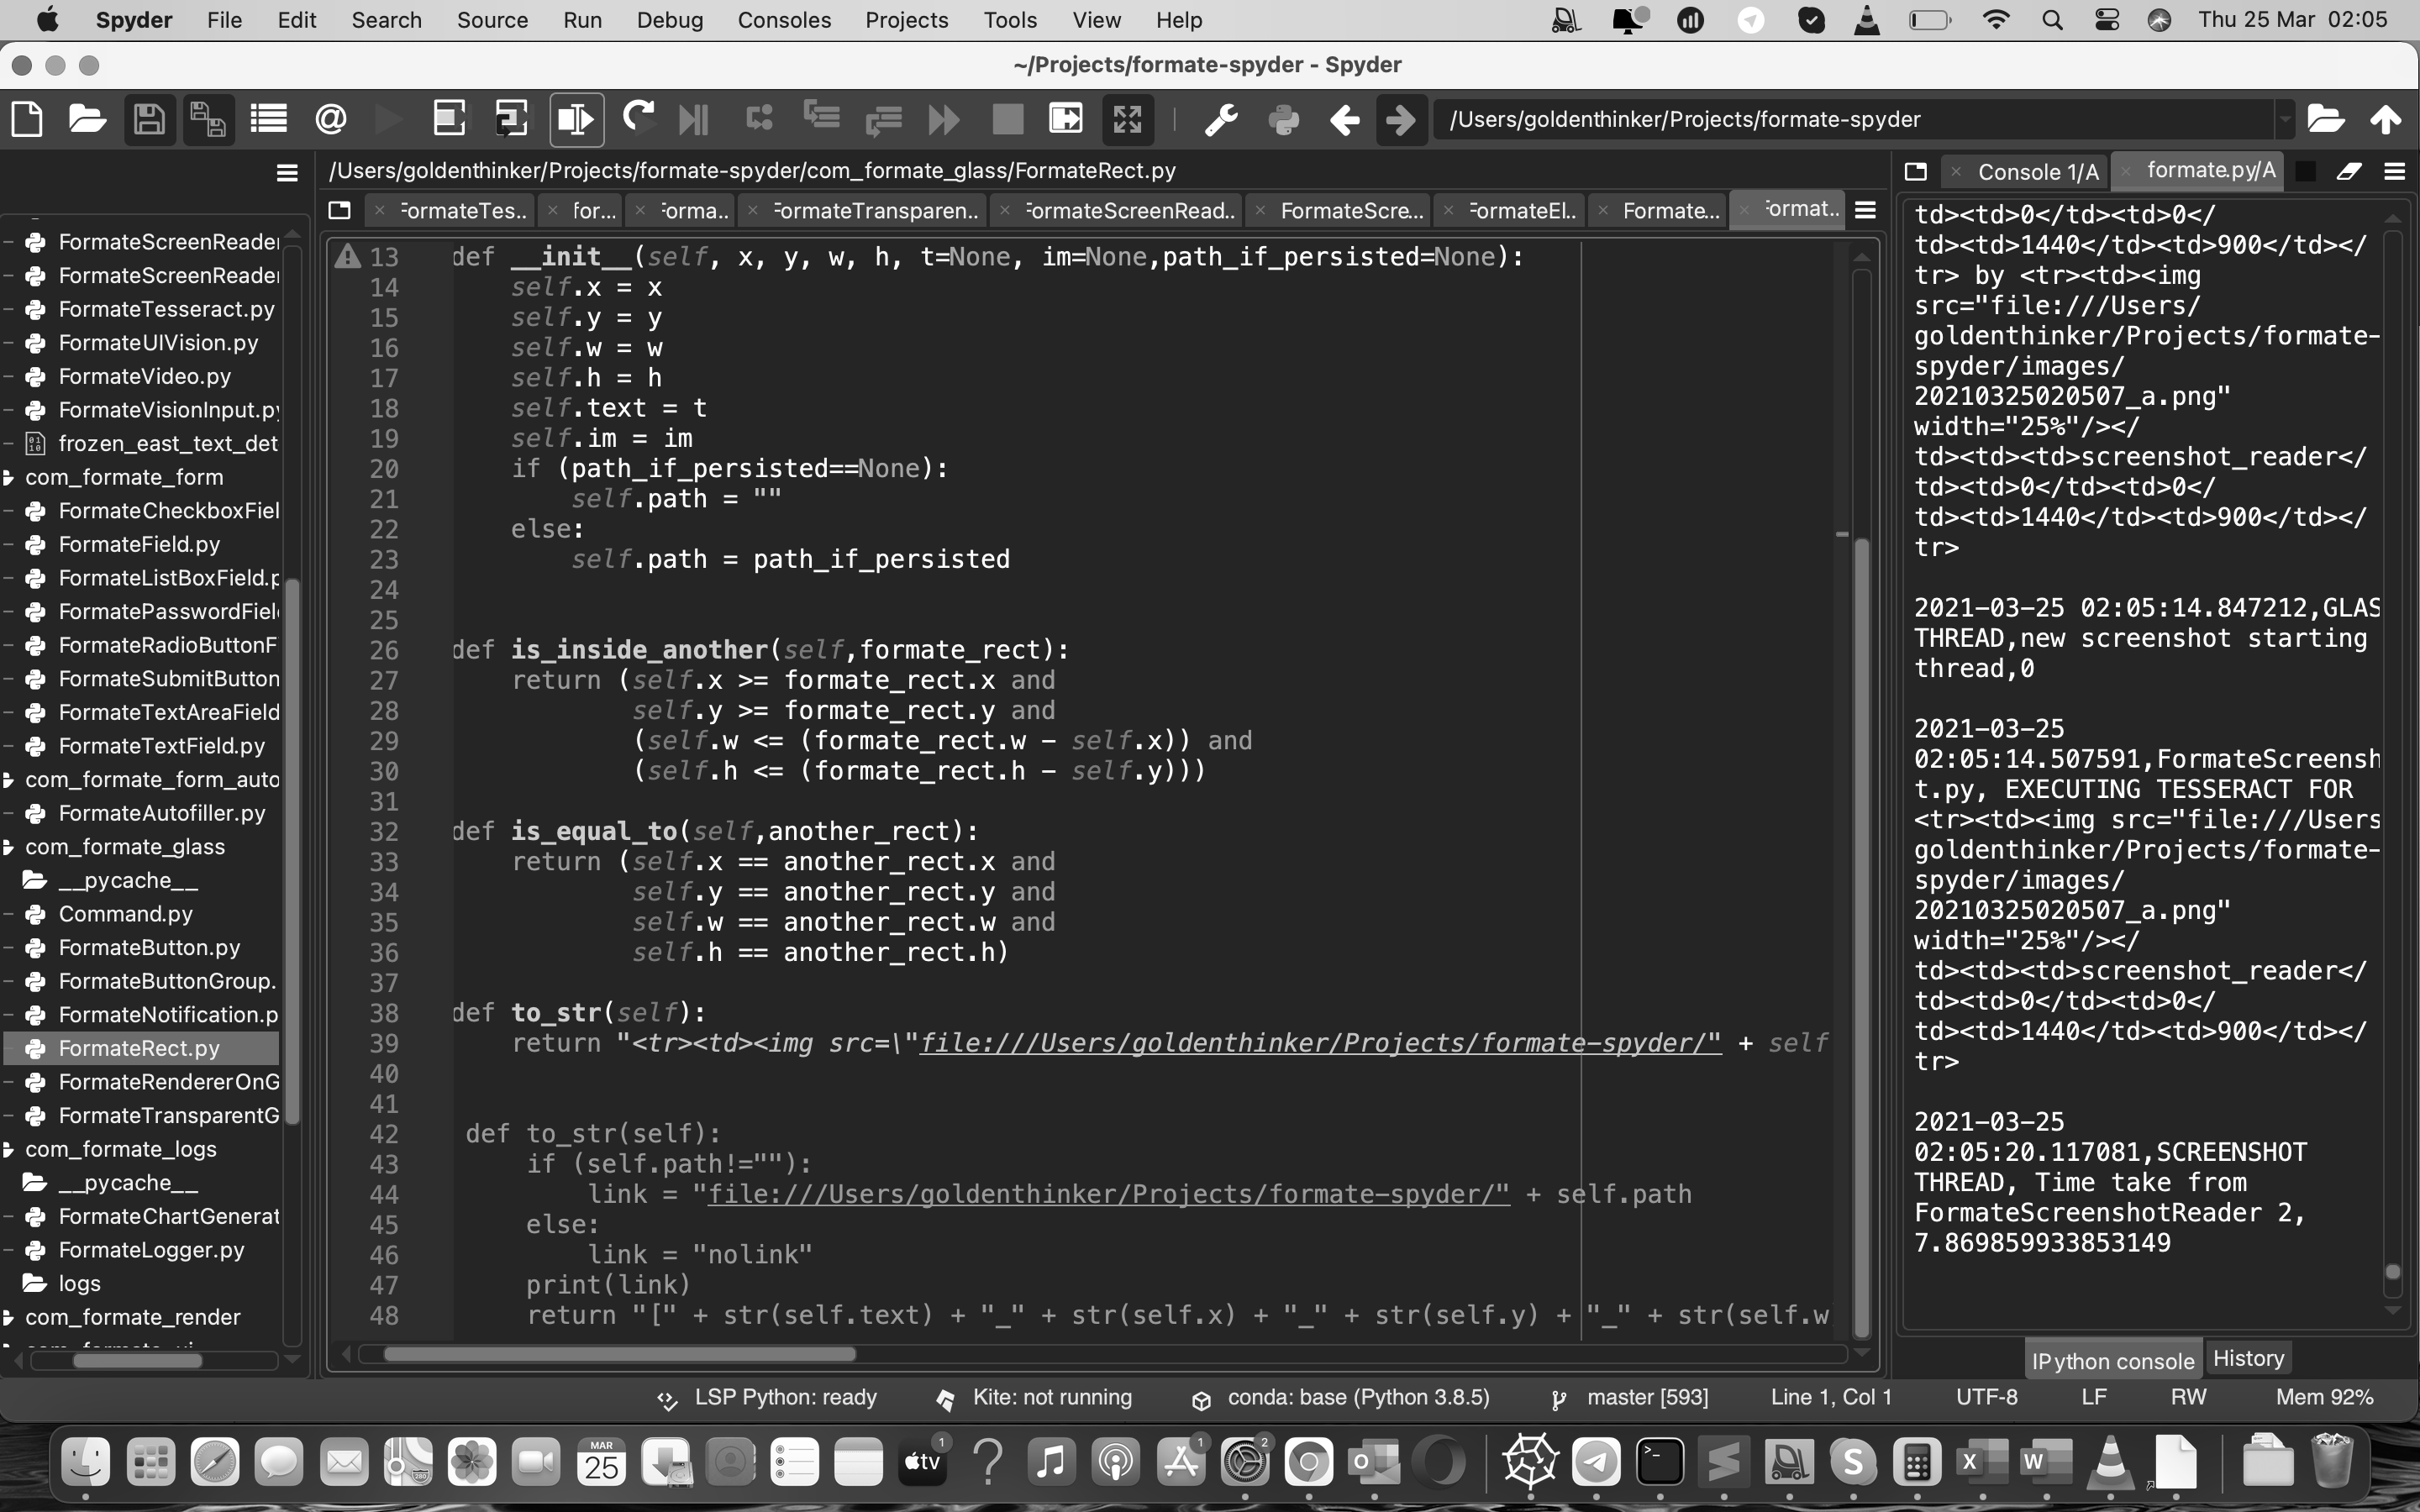 Spyder File Edit Search Source Run Debug Consoles Projects Tools View Help Thu 25 Mar 02:05
~/Projects/formate-spyder - Spyder
/Users/goldenthinker/Projects/formate-spyder
/Users/goldenthinker/Projects/formate-spyder/com_formate_glass/FormateRect.py
FormateScreenReader
FormateScreenReader
FormateTesseract.py
FormateUIVision.py
FormateVideo.py
FormateVisionInput.py
frozen_east_text_det
com_formate_form
FormateCheckboxFiel
FormateField.py
FormateListBoxField.p
FormatePasswordFiel
FormateRadioButtonF
FormateSubmitButton
FormateTextAreaField
FormateTextField.py
com_formate_form_auto
FormateAutofiller.py
com_formate_glass
__pycache__
Command.py
FormateButton.py
FormateButtonGroup.
FormateNotification.p
FormateRect.py
FormateRendererOnG
FormateTransparentG
com_formate_logs
__pycache__
FormateChartGenerat
FormateLogger.py
logs
com_formate_render
ormateTes.. for... orma.. ormateTransparen.. ormateScreenRead.. FormateScre... ormateEl.. Formate... ormat..
13 def __init__(self, x, y, w, h, t=None, im=None,path_if_persisted=None):
14 self.x = x
15 self.y = y
16 self.w = w
17 self.h = h
18 self.text = t
19 self.im = im
20 if (path_if_persisted==None):
21 self.path = ""
22 else:
23 self.path = path_if_persisted
24
25
26 def is_inside_another(self,formate_rect):
27 return (self.x >= formate_rect.x and
28 self.y >= formate_rect.y and
29 (self.w <= (formate_rect.w - self.x)) and
30 (self.h <= (formate_rect.h - self.y)))
31
32 def is_equal_to(self,another_rect):
33 return (self.x == another_rect.x and
34 self.y == another_rect.y and
35 self.w == another_rect.w and
36 self.h == another_rect.h)
37
38 def to_str(self):
39 return "<tr><td><img src=\"file:///Users/goldenthinker/Projects/formate-spyder/" + self
40
41
42 def to_str(self):
43 if (self.path!=""):
44 link = "file:///Users/goldenthinker/Projects/formate-spyder/" + self.path
45 else:
46 link = "nolink"
47 print(link)
48 return "[" + str(self.text) + "_" + str(self.x) + "_" + str(self.y) + "_" + str(self.w
Console 1/A formate.py/A
td><td>0</td><td>0</
td><td>1440</td><td>900</td></
tr> by <tr><td><img
src="file:///Users/
goldenthinker/Projects/formate-
spyder/images/
20210325020507_a.png"
width="25%"/></
td><td><td>screenshot_reader</
td><td>0</td><td>0</
td><td>1440</td><td>900</td></
tr>
2021-03-25 02:05:14.847212,GLAS
THREAD,new screenshot starting
thread,0
2021-03-25
02:05:14.507591,FormateScreensh
t.py, EXECUTING TESSERACT FOR
<tr><td><img src="file:///Users
goldenthinker/Projects/formate-
spyder/images/
20210325020507_a.png"
width="25%"/></
td><td><td>screenshot_reader</
td><td>0</td><td>0</
td><td>1440</td><td>900</td></
tr>
2021-03-25
02:05:20.117081,SCREENSHOT
THREAD, Time take from
FormateScreenshotReader 2,
7.869859933853149
IPython console History
LSP Python: ready Kite: not running conda: base (Python 3.8.5) master [593] Line 1, Col 1 UTF-8 LF RW Mem 92%
MAR
25
280
tv 1
1
2
O
>_
S
X
W